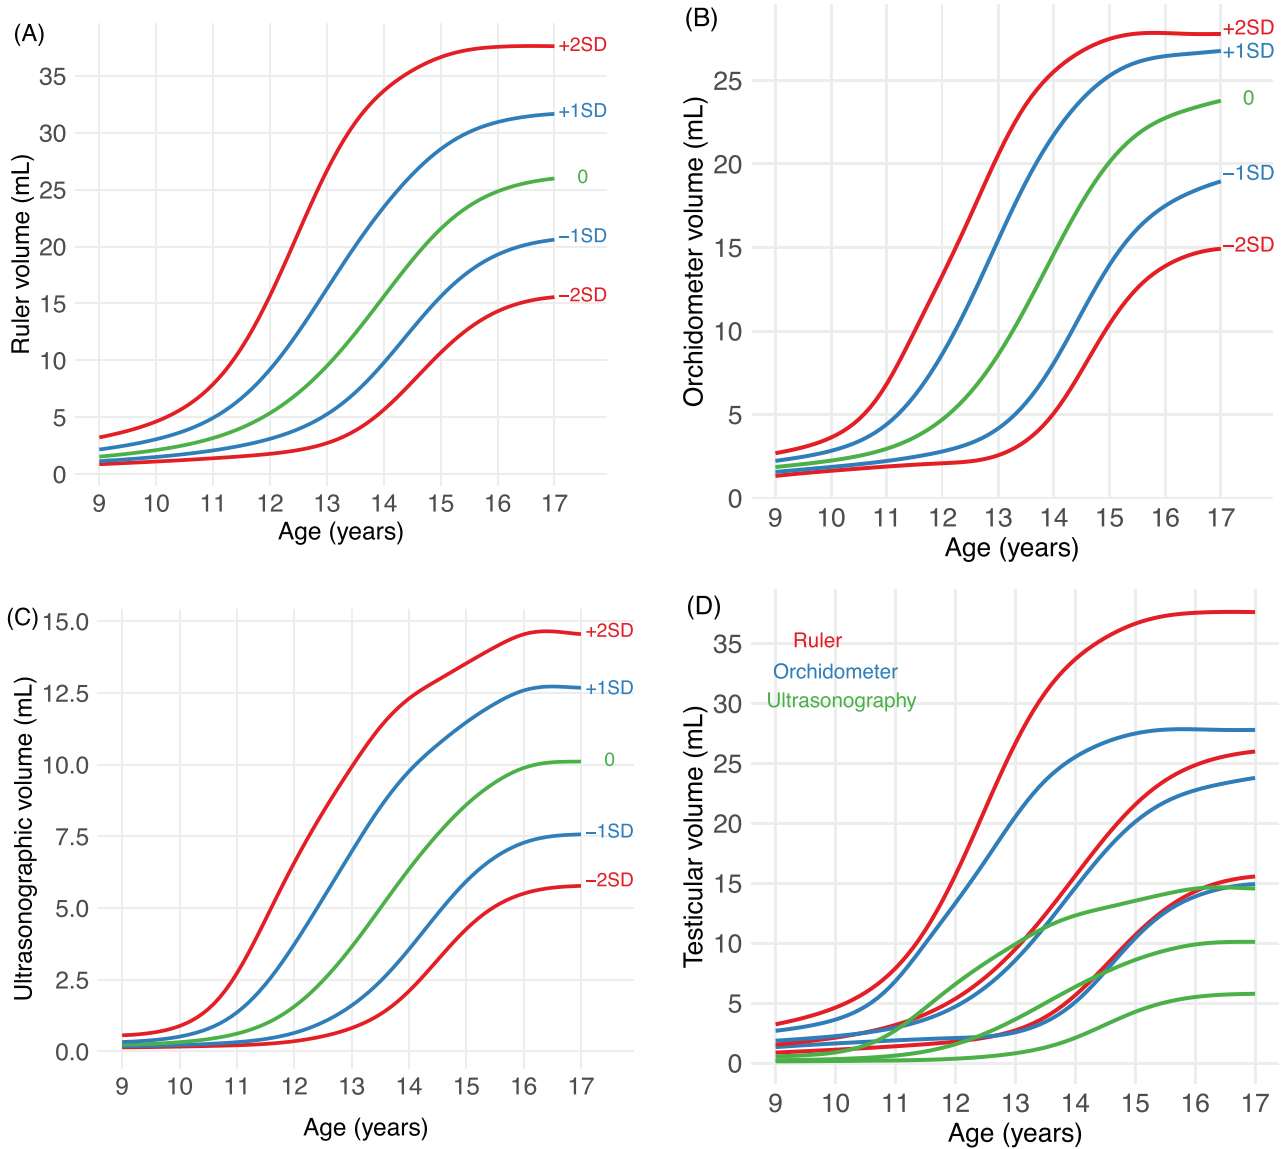 (A)
Ruler volume (mL)
35
30
25
20
15
10
5
0
+2SD
+1SD
0
−1SD
−2SD
9 10 11 12 13 14 15 16 17
Age (years)
(B)
Orchidometer volume (mL)
25
20
15
10
5
0
+2SD
+1SD
0
−1SD
−2SD
9 10 11 12 13 14 15 16 17
Age (years)
(C)
Ultrasonographic volume (mL)
15.0
12.5
10.0
7.5
5.0
2.5
0.0
+2SD
+1SD
0
−1SD
−2SD
9 10 11 12 13 14 15 16 17
Age (years)
(D)
Testicular volume (mL)
35
30
25
20
15
10
5
0
Ruler
Orchidometer
Ultrasonography
9 10 11 12 13 14 15 16 17
Age (years)